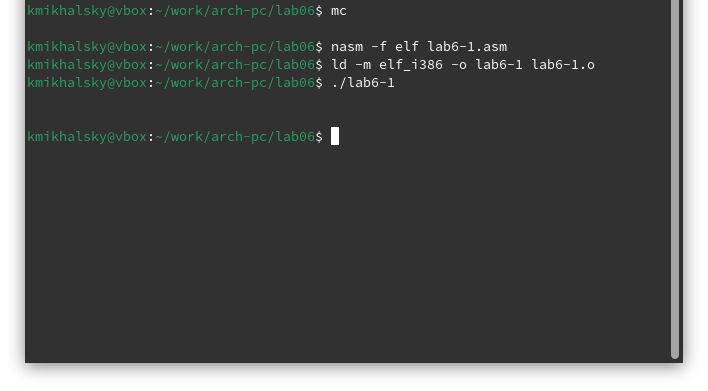 kmikhalsky@vbox:~/work/arch-pc/lab06$ mc
kmikhalsky@vbox:~/work/arch-pc/lab06$ nasm -f elf lab6-1.asm
kmikhalsky@vbox:~/work/arch-pc/lab06$ ld -m elf_i386 -o lab6-1 lab6-1.o
kmikhalsky@vbox:~/work/arch-pc/lab06$ ./lab6-1
kmikhalsky@vbox:~/work/arch-pc/lab06$